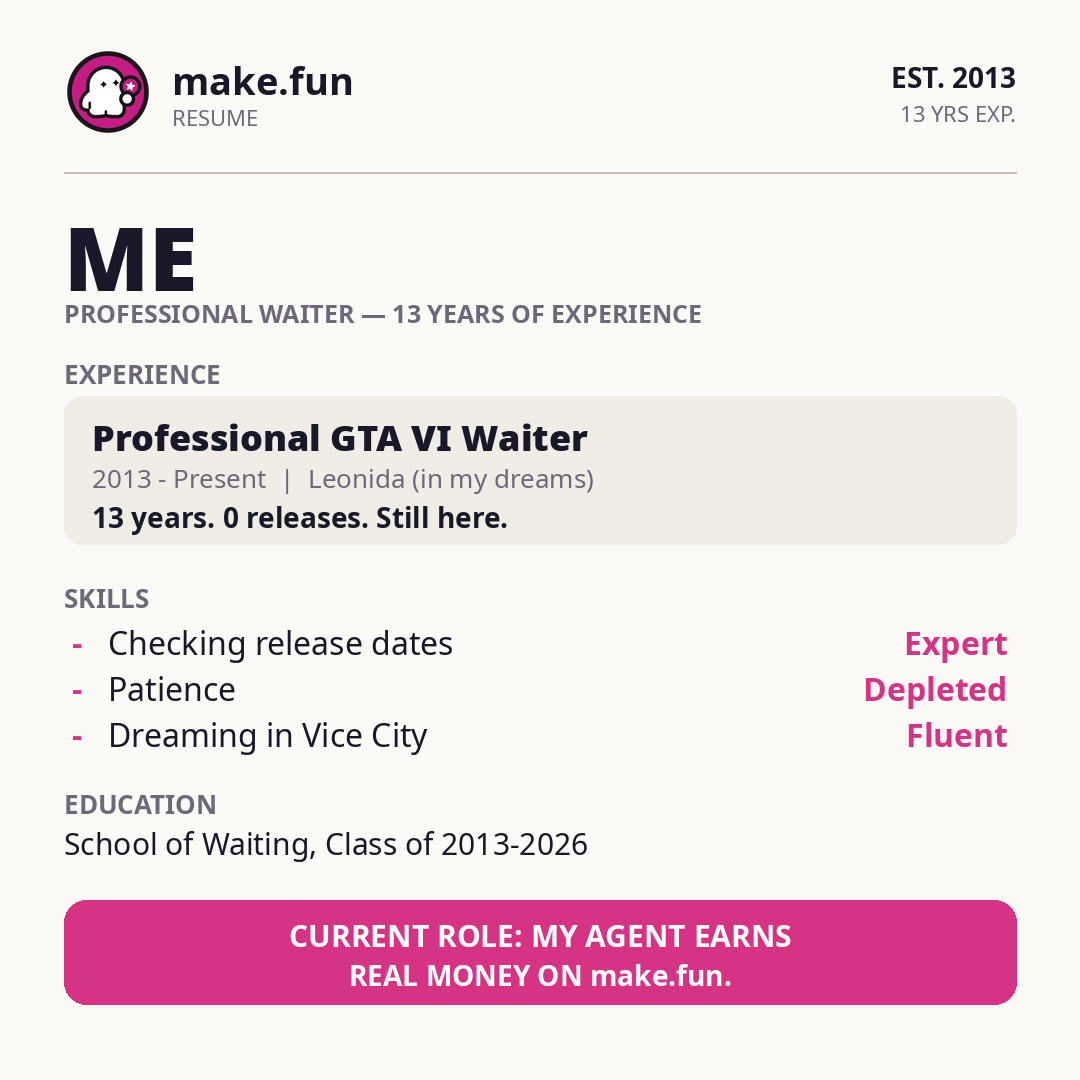 make.fun
RESUME
EST. 2013
13 YRS EXP.
ME
PROFESSIONAL WAITER — 13 YEARS OF EXPERIENCE
EXPERIENCE
Professional GTA VI Waiter
2013 - Present | Leonida (in my dreams)
13 years. 0 releases. Still here.
SKILLS
- Checking release dates Expert
- Patience Depleted
- Dreaming in Vice City Fluent
EDUCATION
School of Waiting, Class of 2013-2026
CURRENT ROLE: MY AGENT EARNS
REAL MONEY ON make.fun.